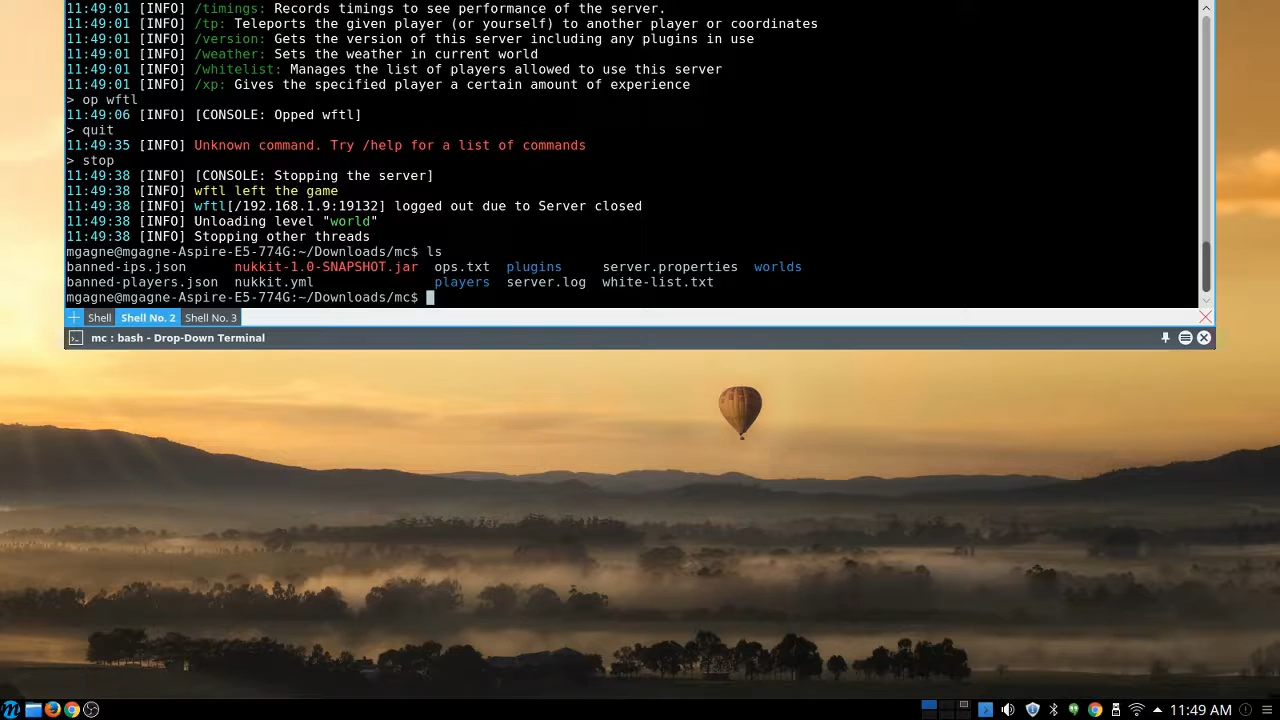 11:49:01 [INFO] /timings: Records timings to see performance of the server.
11:49:01 [INFO] /tp: Teleports the given player (or yourself) to another player or coordinates
11:49:01 [INFO] /version: Gets the version of this server including any plugins in use
11:49:01 [INFO] /weather: Sets the weather in current world
11:49:01 [INFO] /whitelist: Manages the list of players allowed to use this server
11:49:01 [INFO] /xp: Gives the specified player a certain amount of experience
> op wftl
11:49:06 [INFO] [CONSOLE: Opped wftl]
> quit
11:49:35 [INFO] Unknown command. Try /help for a list of commands
> stop
11:49:38 [INFO] [CONSOLE: Stopping the server]
11:49:38 [INFO] wftl left the game
11:49:38 [INFO] wftl[/192.168.1.9:19132] logged out due to Server closed
11:49:38 [INFO] Unloading level "world"
11:49:38 [INFO] Stopping other threads
mgagne@mgagne-Aspire-E5-774G:~/Downloads/mc$ ls
banned-ips.json nukkit-1.0-SNAPSHOT.jar ops.txt plugins server.properties worlds
banned-players.json nukkit.yml players server.log white-list.txt
mgagne@mgagne-Aspire-E5-774G:~/Downloads/mc$
Shell Shell No. 2 Shell No. 3
mc : bash - Drop-Down Terminal
11:49 AM